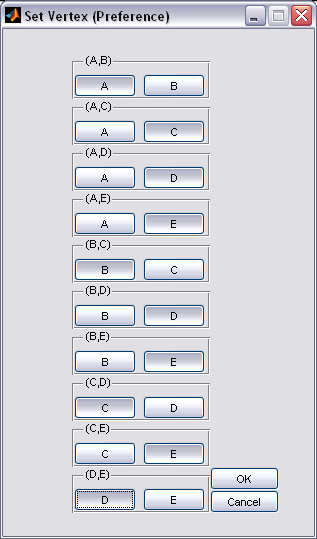 Set Vertex (Preference)
(A,B)
A B
(A,C)
A C
(A,D)
A D
(A,E)
A E
(B,C)
B C
(B,D)
B D
(B,E)
B E
(C,D)
C D
(C,E)
C E
(D,E)
D E
OK
Cancel